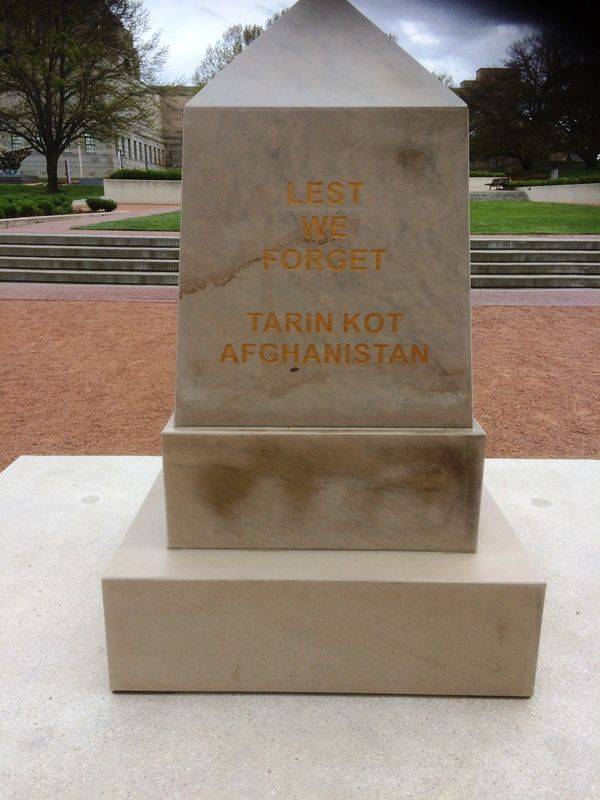 LEST
WE
FORGET
TARIN KOT
AFGHANISTAN